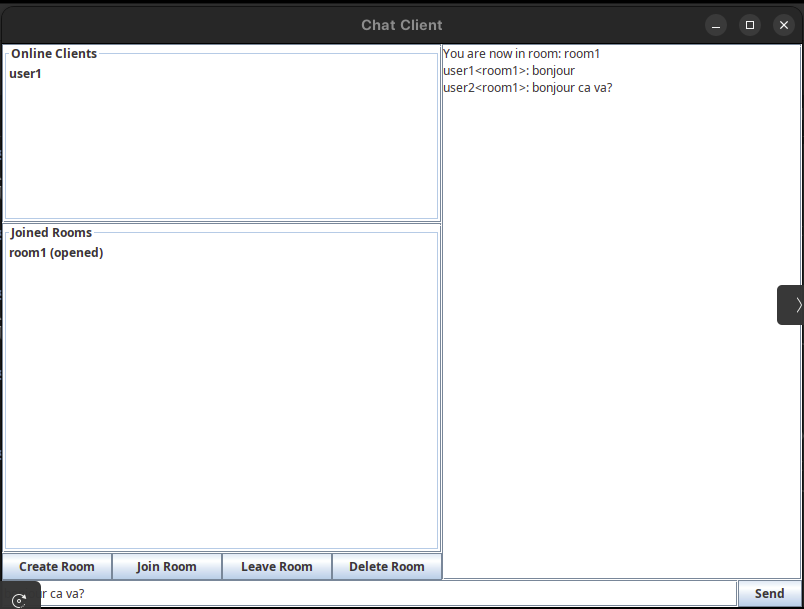 Chat Client
Online Clients
user1
Joined Rooms
room1 (opened)
You are now in room: room1
user1<room1>: bonjour
user2<room1>: bonjour ca va?
Create Room
Join Room
Leave Room
Delete Room
ca va?
Send